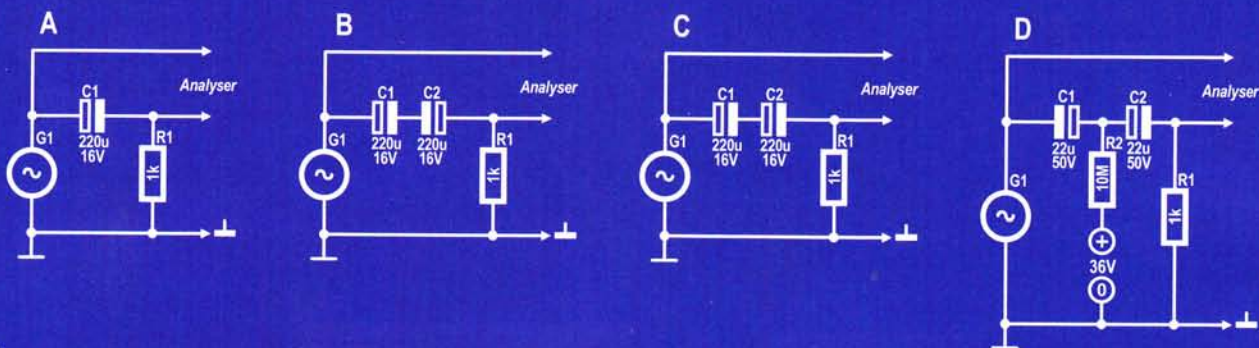 A
Analyser
C1
220u
16V
G1
R1
1k
B
Analyser
C1
C2
220u
16V
220u
16V
G1
R1
1k
C
Analyser
C1
C2
220u
16V
220u
16V
G1
R1
1k
D
Analyser
C1
C2
22u
50V
22u
50V
R2
10M
G1
R1
1k
+
36V
0